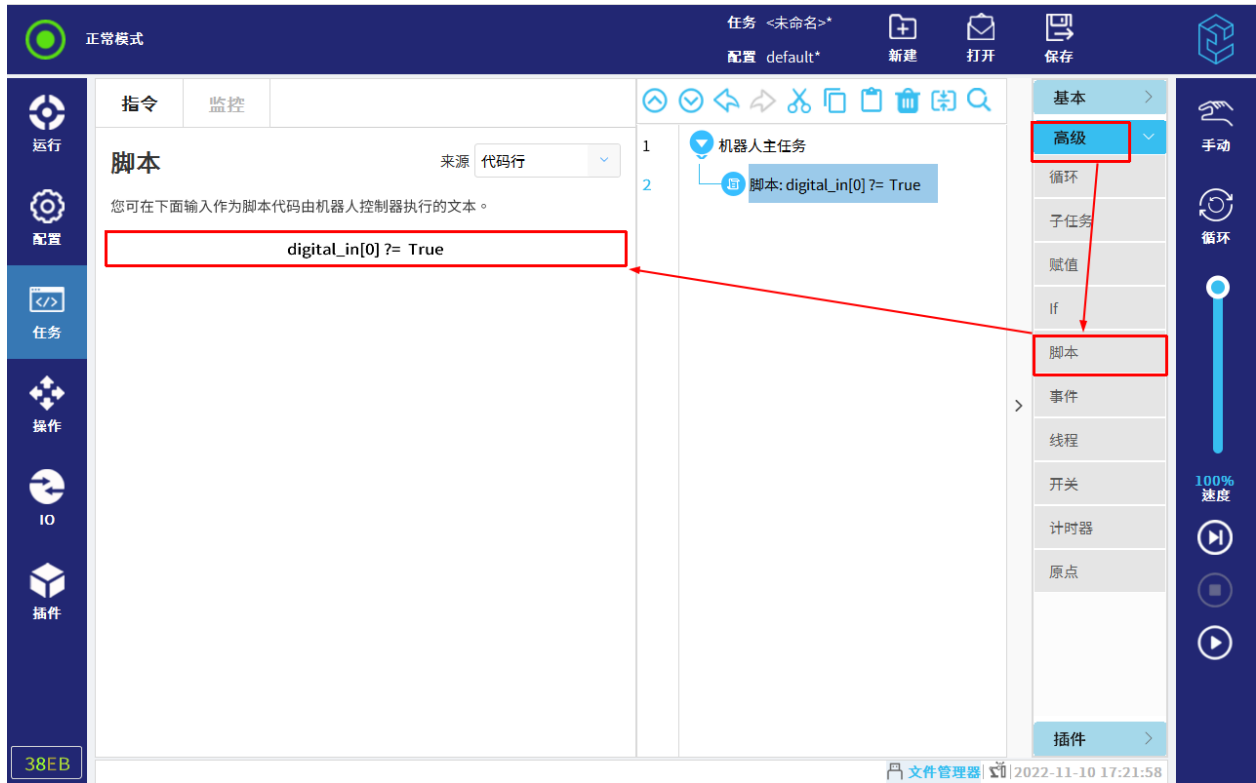 正常模式
任务 <未命名>*
配置 default*
新建
打开
保存
运行
配置
任务
操作
IO
插件
38EB
指令
监控
脚本
来源 代码行
您可在下面输入作为脚本代码由机器人控制器执行的文本。
digital_in[0] ?= True
1 机器人主任务
2 脚本: digital_in[0] ?= True
基本
高级
循环
子任务
赋值
If
脚本
事件
线程
开关
计时器
原点
插件
手动
循环
100%
速度
文件管理器
2022-11-10 17:21:58